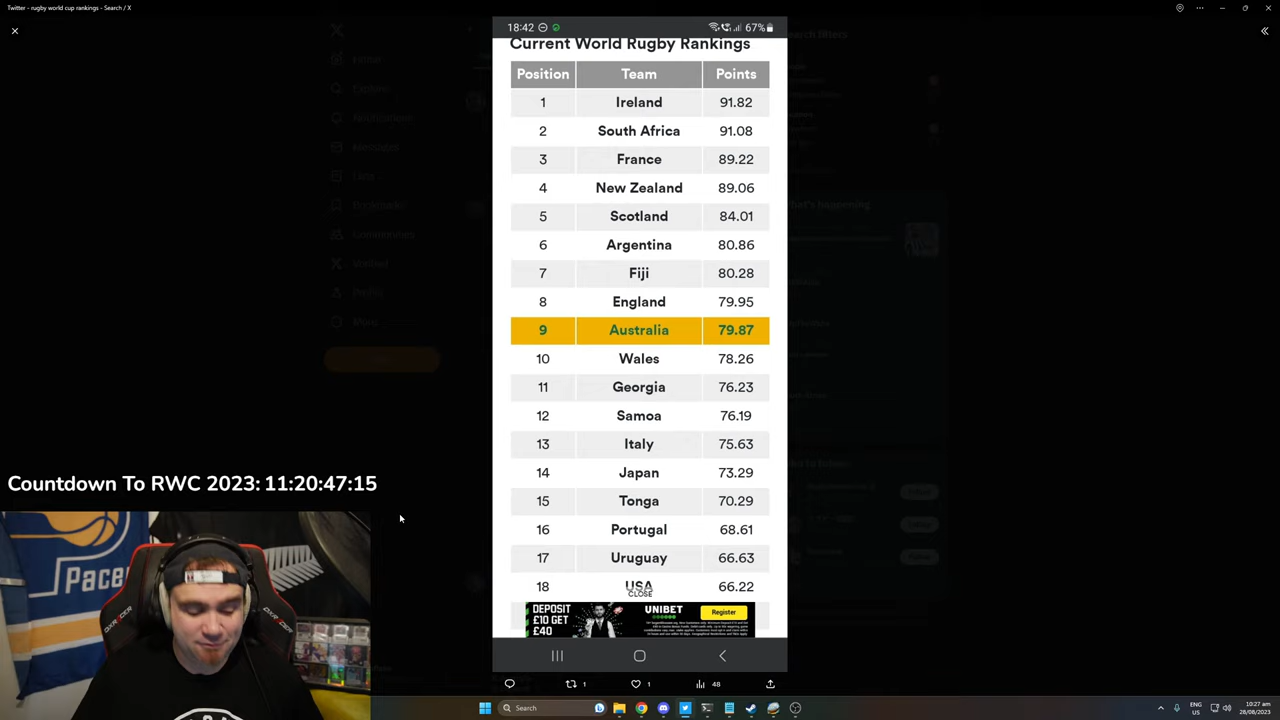 Twitter - rugby world cup rankings - Search / X
18:42
67%
Current World Rugby Rankings
Position Team Points
1 Ireland 91.82
2 South Africa 91.08
3 France 89.22
4 New Zealand 89.06
5 Scotland 84.01
6 Argentina 80.86
7 Fiji 80.28
8 England 79.95
9 Australia 79.87
10 Wales 78.26
11 Georgia 76.23
12 Samoa 76.19
13 Italy 75.63
14 Japan 73.29
15 Tonga 70.29
16 Portugal 68.61
17 Uruguay 66.63
18 USA 66.22
CLOSE
DEPOSIT
£10 GET
£40
UNIBET
Register
Countdown To RWC 2023: 11:20:47:15
Pace
1
1
48
Search
ENG
US
10:27 am
28/08/2023